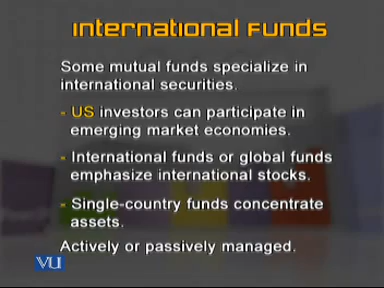 International Funds
Some mutual funds specialize in
international securities.
- US investors can participate in
emerging market economies.
- International funds or global funds
emphasize international stocks.
- Single-country funds concentrate
assets.
Actively or passively managed.
VU